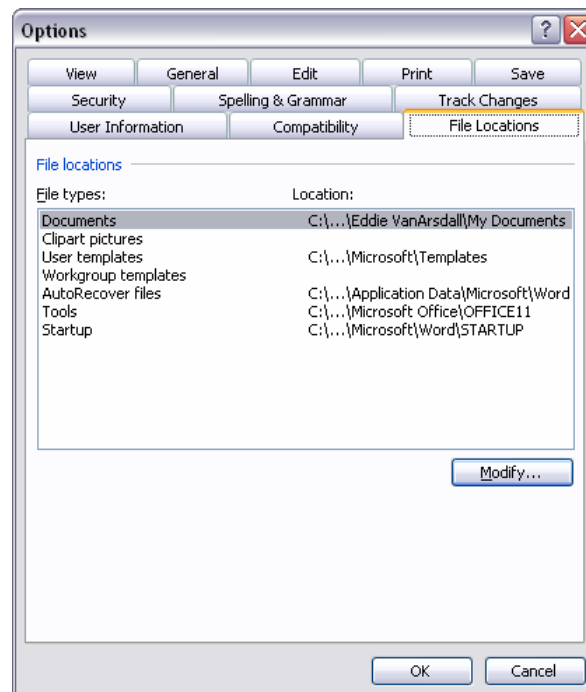 Options
View General Edit Print Save
Security Spelling & Grammar Track Changes
User Information Compatibility File Locations
File locations
File types: Location:
Documents C:\...\Eddie VanArsdall\My Documents
Clipart pictures
User templates C:\...\Microsoft\Templates
Workgroup templates
AutoRecover files C:\...\Application Data\Microsoft\Word
Tools C:\...\Microsoft Office\OFFICE11
Startup C:\...\Microsoft\Word\STARTUP
Modify...
OK Cancel